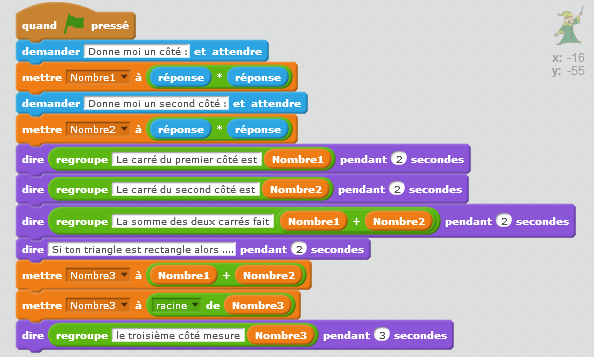 quand pressé
demander Donne moi un côté : et attendre
mettre Nombre1 à réponse * réponse
demander Donne moi un second côté : et attendre
mettre Nombre2 à réponse * réponse
dire regroupe Le carré du premier côté est Nombre1 pendant 2 secondes
dire regroupe Le carré du second côté est Nombre2 pendant 2 secondes
dire regroupe La somme des deux carrés fait Nombre1 + Nombre2 pendant 2 secondes
dire Si ton triangle est rectangle alors .... pendant 2 secondes
mettre Nombre3 à Nombre1 + Nombre2
mettre Nombre3 à racine de Nombre3
dire regroupe le troisième côté mesure Nombre3 pendant 3 secondes
x: -16
y: -55